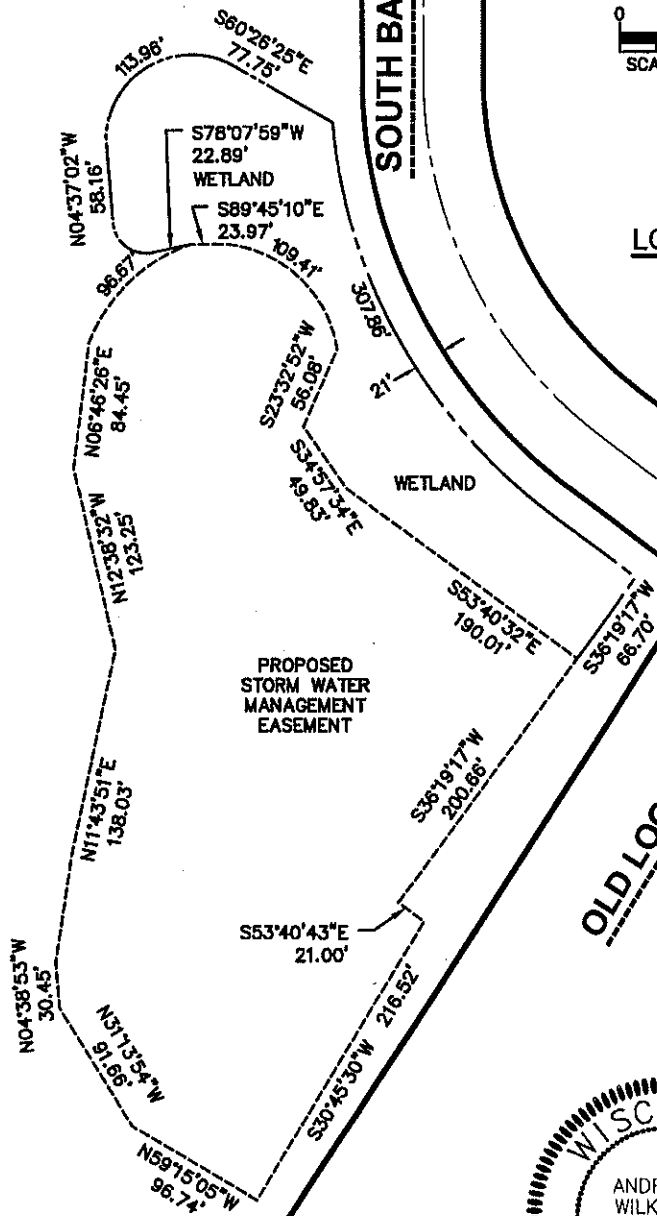 S60°26'25"E
77.75'
113.98'
SOUTH BA
0
SCA
S78°07'59"W
22.89'
WETLAND
N04°37'02"W
58.16'
S89°45'10"E
23.97'
LO
109.41'
96.67'
307.86'
S23°32'52"W
56.08'
21'
N06°46'26"E
84.45'
S34°57'34"E
49.83'
WETLAND
N12°38'32"W
123.25'
S53°40'32"E
190.01'
S36°19'17"W
66.70'
PROPOSED
STORM WATER
MANAGEMENT
EASEMENT
S36°19'17"W
200.66'
N11°43'51"E
138.03'
OLD LOG
S53°40'43"E
21.00'
N04°38'53"W
30.45'
N31°13'54"W
91.66'
S30°45'30"W 216.52'
N59°15'05"W
96.74'
WISC
ANDR
WILK